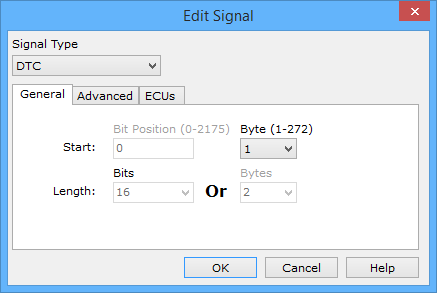 Edit Signal
Signal Type
DTC
General Advanced ECUs
Bit Position (0-2175) Byte (1-272)
Start: 0 1
Bits Bytes
Length: 16 Or 2
OK Cancel Help